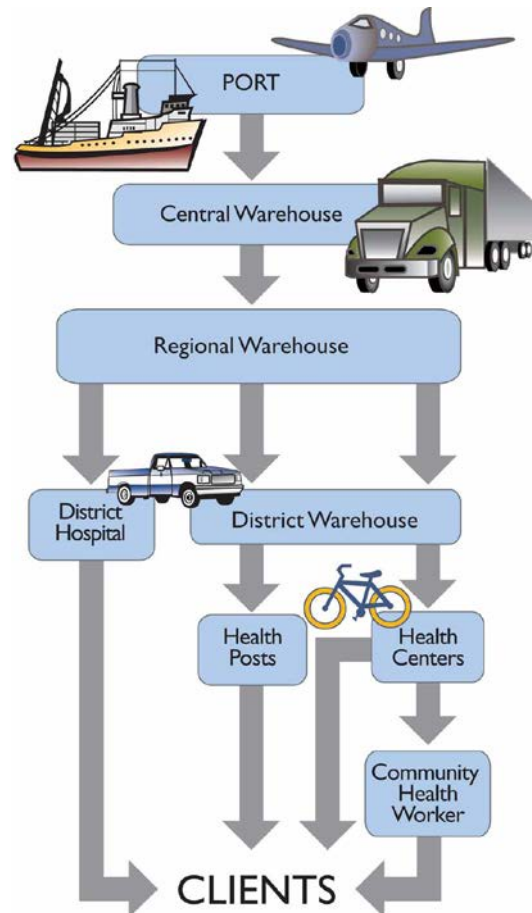 PORT
Central Warehouse
Regional Warehouse
District
Hospital
District Warehouse
Health
Posts
Health
Centers
Community
Health
Worker
CLIENTS